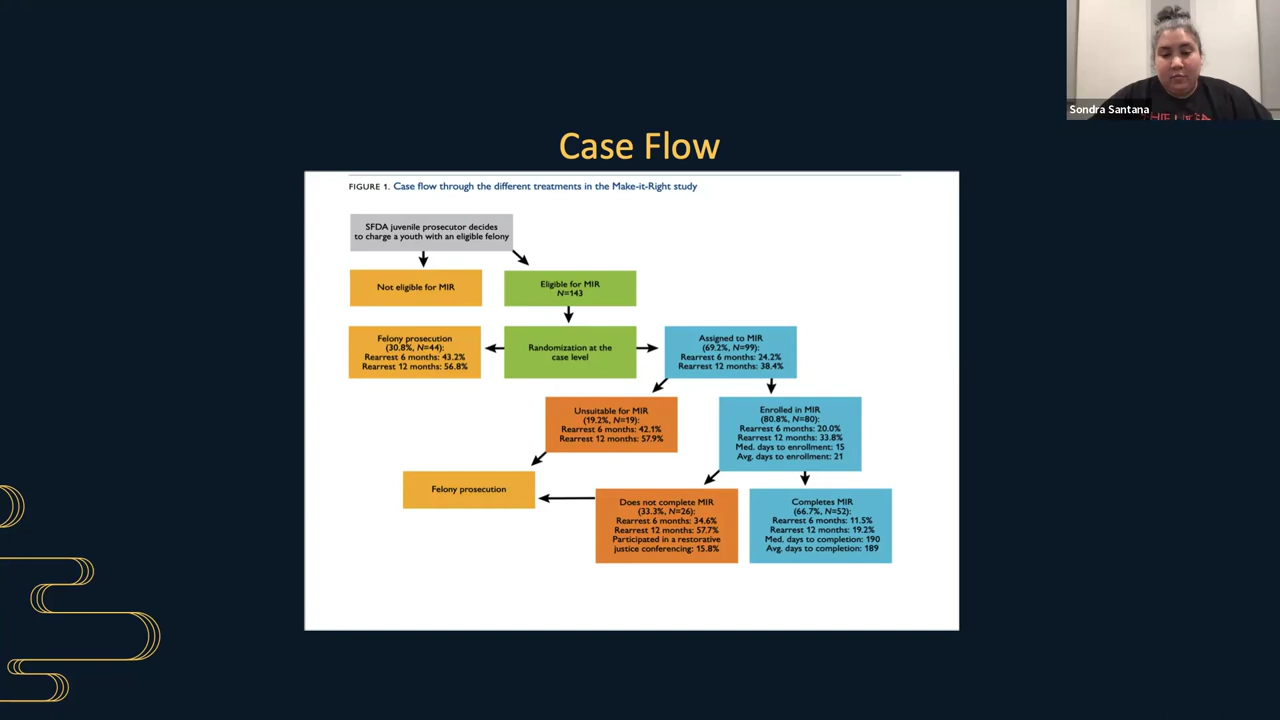 Sondra Santana
Case Flow
FIGURE 1. Case flow through the different treatments in the Make-it-Right study
SFDA juvenile prosecutor decides
to charge a youth with an eligible felony
Not eligible for MIR
Eligible for MIR
N=143
Felony prosecution
(30.8%, N=44):
Rearrest 6 months: 43.2%
Rearrest 12 months: 56.8%
Randomization at the
case level
Assigned to MIR
(69.2%, N=99):
Rearrest 6 months: 24.2%
Rearrest 12 months: 38.4%
Unsuitable for MIR
(19.2%, N=19):
Rearrest 6 months: 42.1%
Rearrest 12 months: 57.9%
Enrolled in MIR
(80.8%, N=80):
Rearrest 6 months: 20.0%
Rearrest 12 months: 33.8%
Med. days to enrollment: 15
Avg. days to enrollment: 21
Felony prosecution
Does not complete MIR
(33.3%, N=26):
Rearrest 6 months: 34.6%
Rearrest 12 months: 57.7%
Participated in a restorative
justice conferencing: 15.8%
Completes MIR
(66.7%, N=52):
Rearrest 6 months: 11.5%
Rearrest 12 months: 19.2%
Med. days to completion: 190
Avg. days to completion: 189